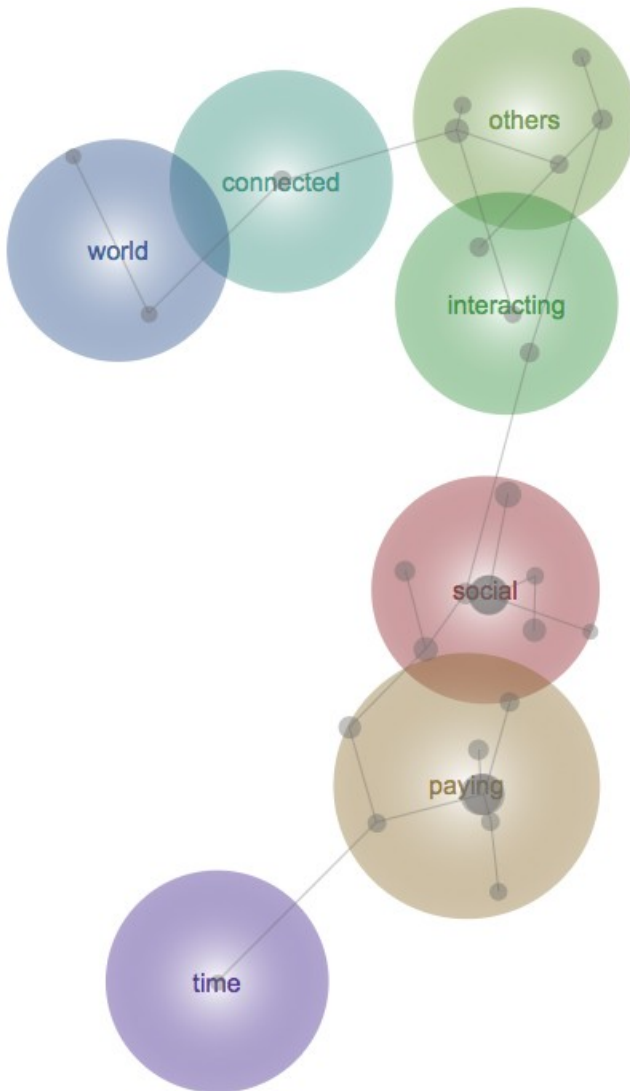 others
connected
world
interacting
social
paying
time